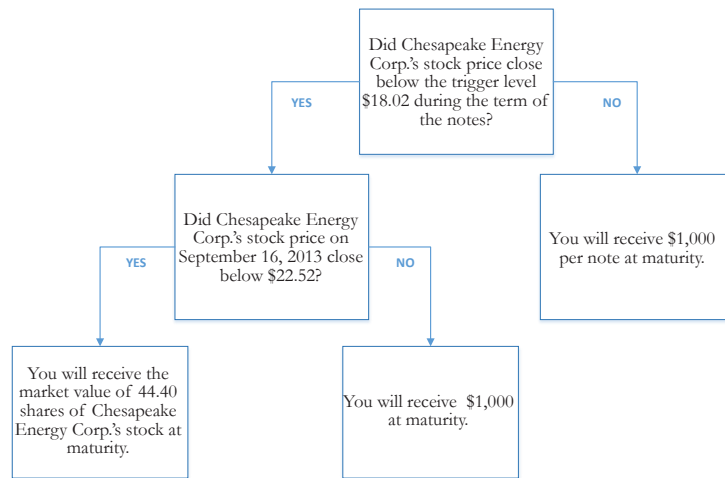 Did Chesapeake Energy
Corp.'s stock price close
below the trigger level
$18.02 during the term of
the notes?
YES
NO
Did Chesapeake Energy
Corp.'s stock price on
September 16, 2013 close
below $22.52?
You will receive $1,000
per note at maturity.
YES
NO
You will receive the
market value of 44.40
shares of Chesapeake
Energy Corp.'s stock at
maturity.
You will receive $1,000
at maturity.